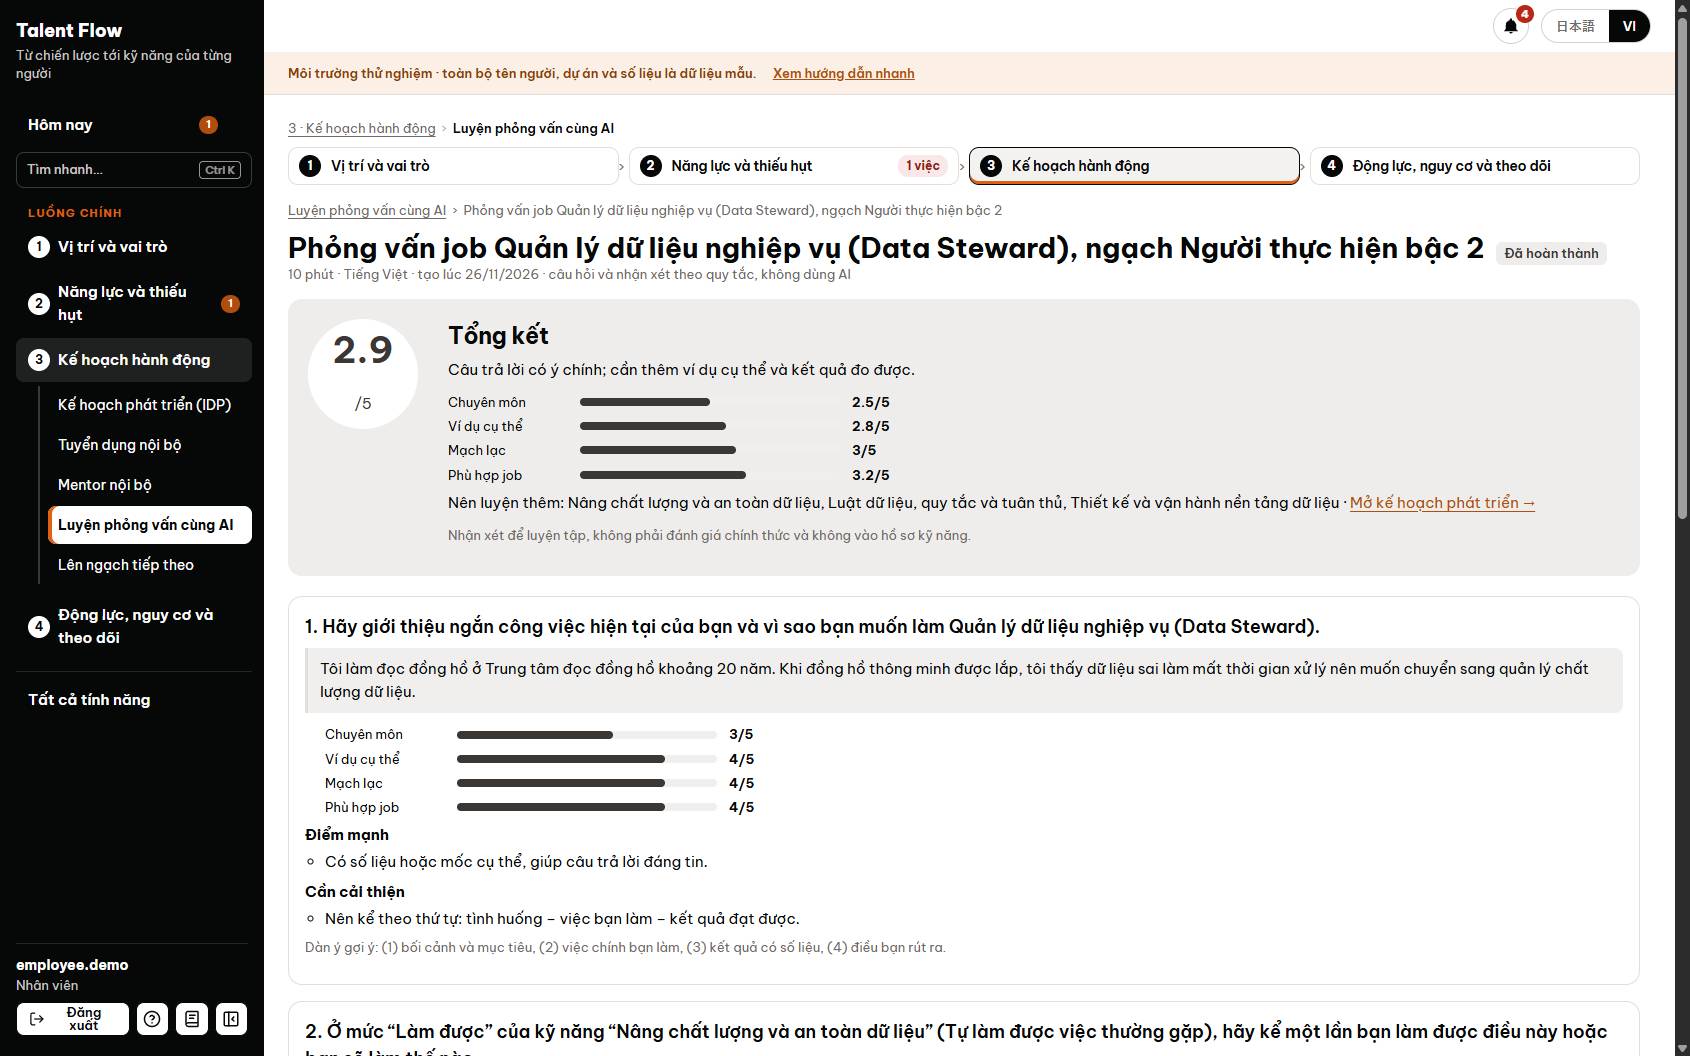 Talent Flow
Từ chiến lược tới kỹ năng của từng
người
Hôm nay
1
Tìm nhanh...
Ctrl K
LUỒNG CHÍNH
1 Vị trí và vai trò
2 Năng lực và thiếu
hụt
1
3 Kế hoạch hành động
Kế hoạch phát triển (IDP)
Tuyển dụng nội bộ
Mentor nội bộ
Luyện phỏng vấn cùng AI
Lên ngạch tiếp theo
4 Động lực, nguy cơ và
theo dõi
Tất cả tính năng
employee.demo
Nhân viên
Đăng
xuất
4
日本語
VI
Môi trường thử nghiệm · toàn bộ tên người, dự án và số liệu là dữ liệu mẫu. Xem hướng dẫn nhanh
3 · Kế hoạch hành động › Luyện phỏng vấn cùng AI
1 Vị trí và vai trò ›
2 Năng lực và thiếu hụt 1 việc ›
3 Kế hoạch hành động ›
4 Động lực, nguy cơ và theo dõi
Luyện phỏng vấn cùng AI › Phỏng vấn job Quản lý dữ liệu nghiệp vụ (Data Steward), ngạch Người thực hiện bậc 2
Phỏng vấn job Quản lý dữ liệu nghiệp vụ (Data Steward), ngạch Người thực hiện bậc 2 Đã hoàn thành
10 phút · Tiếng Việt · tạo lúc 26/11/2026 · câu hỏi và nhận xét theo quy tắc, không dùng AI
2.9
/5
Tổng kết
Câu trả lời có ý chính; cần thêm ví dụ cụ thể và kết quả đo được.
Chuyên môn 2.5/5
Ví dụ cụ thể 2.8/5
Mạch lạc 3/5
Phù hợp job 3.2/5
Nên luyện thêm: Nâng chất lượng và an toàn dữ liệu, Luật dữ liệu, quy tắc và tuân thủ, Thiết kế và vận hành nền tảng dữ liệu · Mở kế hoạch phát triển →
Nhận xét để luyện tập, không phải đánh giá chính thức và không vào hồ sơ kỹ năng.
1. Hãy giới thiệu ngắn công việc hiện tại của bạn và vì sao bạn muốn làm Quản lý dữ liệu nghiệp vụ (Data Steward).
Tôi làm đọc đồng hồ ở Trung tâm đọc đồng hồ khoảng 20 năm. Khi đồng hồ thông minh được lắp, tôi thấy dữ liệu sai làm mất thời gian xử lý nên muốn chuyển sang quản lý chất
lượng dữ liệu.
Chuyên môn 3/5
Ví dụ cụ thể 4/5
Mạch lạc 4/5
Phù hợp job 4/5
Điểm mạnh
Có số liệu hoặc mốc cụ thể, giúp câu trả lời đáng tin.
Cần cải thiện
Nên kể theo thứ tự: tình huống – việc bạn làm – kết quả đạt được.
Dàn ý gợi ý: (1) bối cảnh và mục tiêu, (2) việc chính bạn làm, (3) kết quả có số liệu, (4) điều bạn rút ra.
2. Ở mức “Làm được” của kỹ năng “Nâng chất lượng và an toàn dữ liệu” (Tự làm được việc thường gặp), hãy kể một lần bạn làm được điều này hoặc
bạn sẽ làm thế nào.